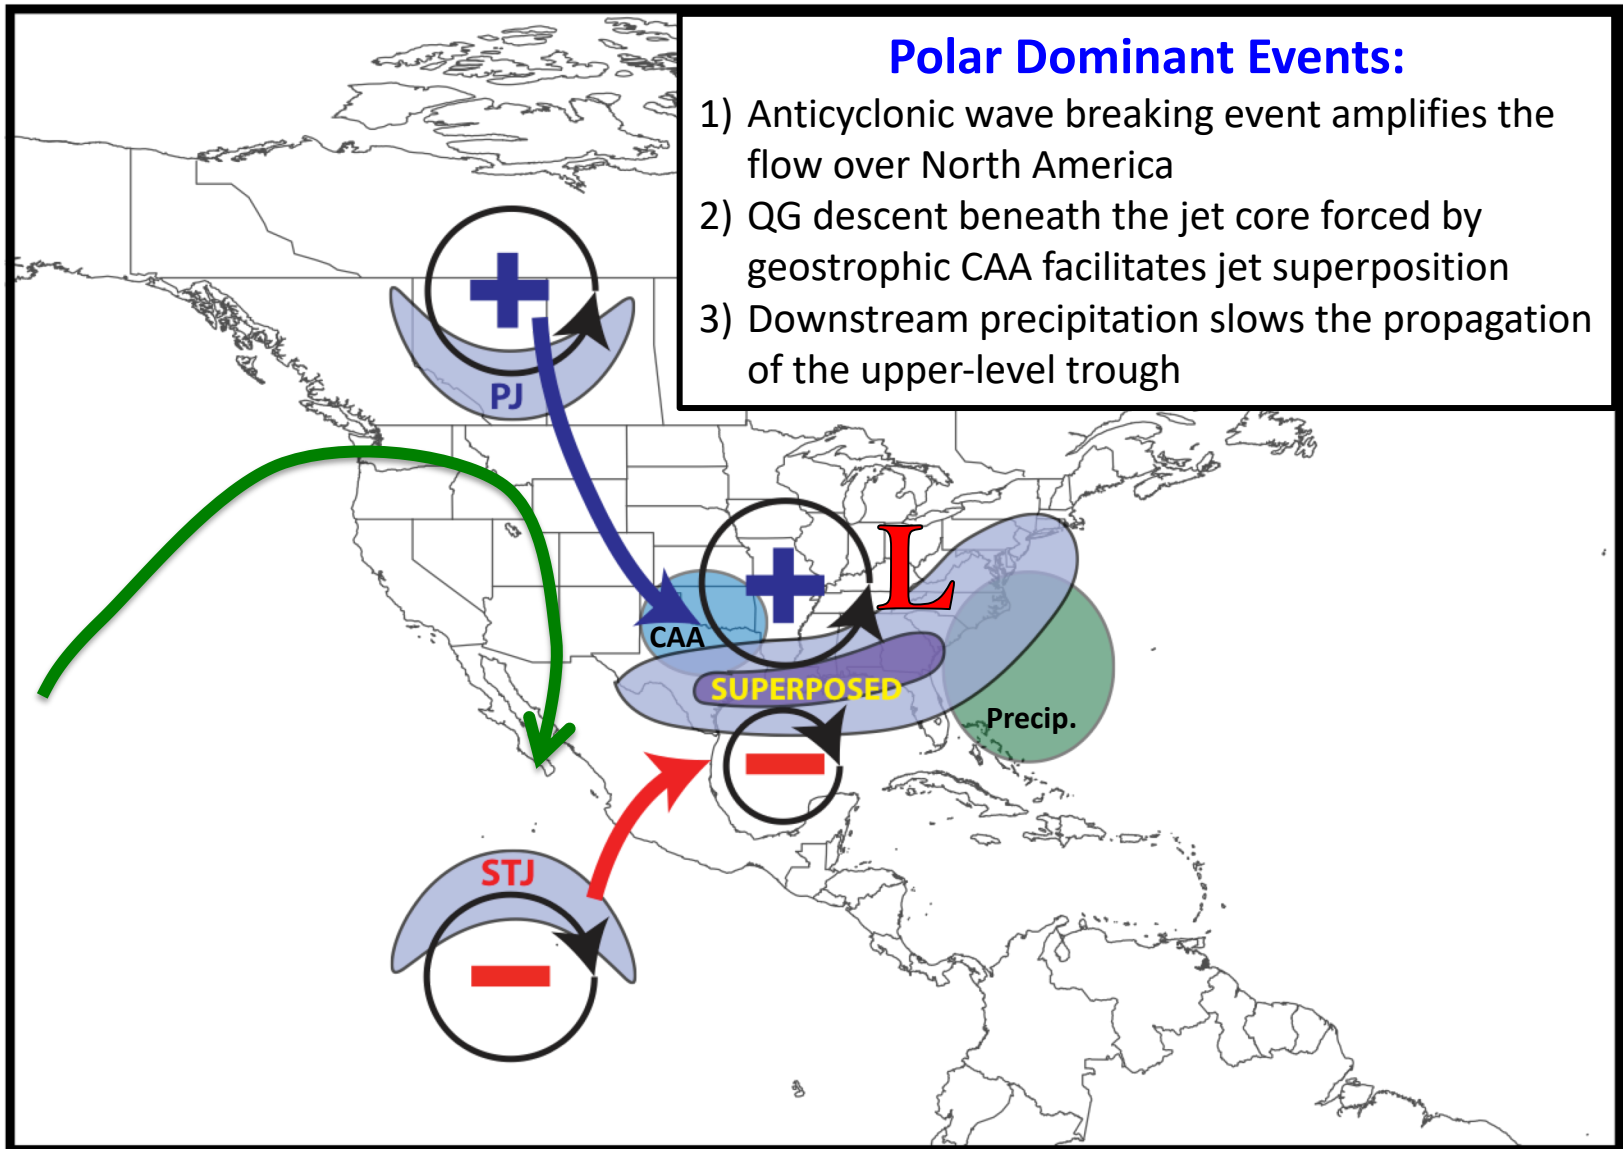 Polar Dominant Events:
1) Anticyclonic wave breaking event amplifies the
flow over North America
2) QG descent beneath the jet core forced by
geostrophic CAA facilitates jet superposition
3) Downstream precipitation slows the propagation
of the upper-level trough
PJ
L
CAA
SUPERPOSED
Precip.
STJ